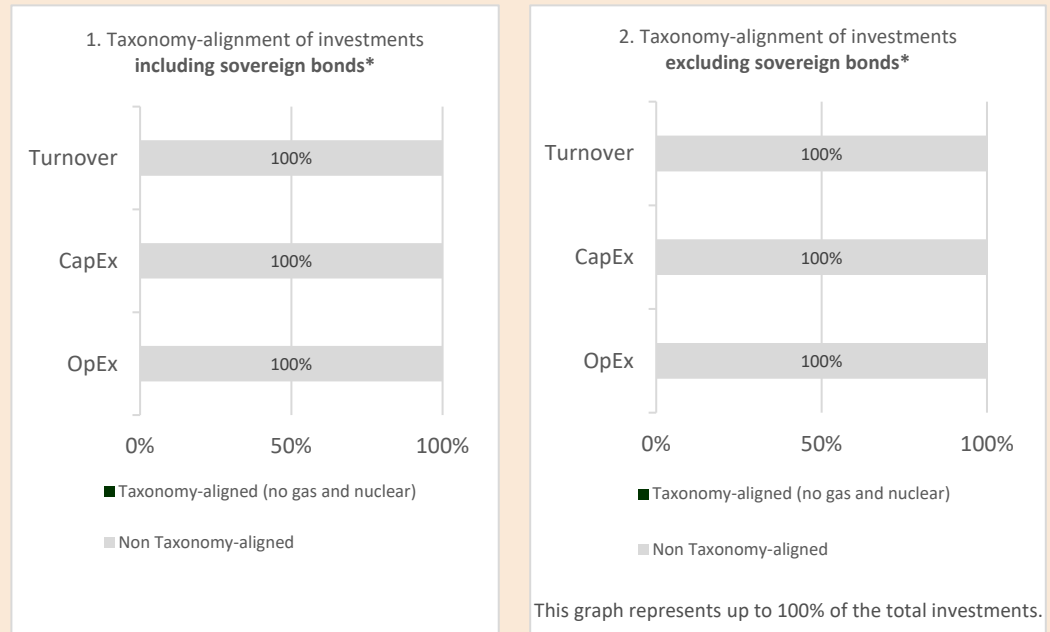 1. Taxonomy-alignment of investments
including sovereign bonds*
Turnover
100%
CapEx
100%
OpEx
100%
0% 50% 100%
Taxonomy-aligned (no gas and nuclear)
Non Taxonomy-aligned
2. Taxonomy-alignment of investments
excluding sovereign bonds*
Turnover
100%
CapEx
100%
OpEx
100%
0% 50% 100%
Taxonomy-aligned (no gas and nuclear)
Non Taxonomy-aligned
This graph represents up to 100% of the total investments.